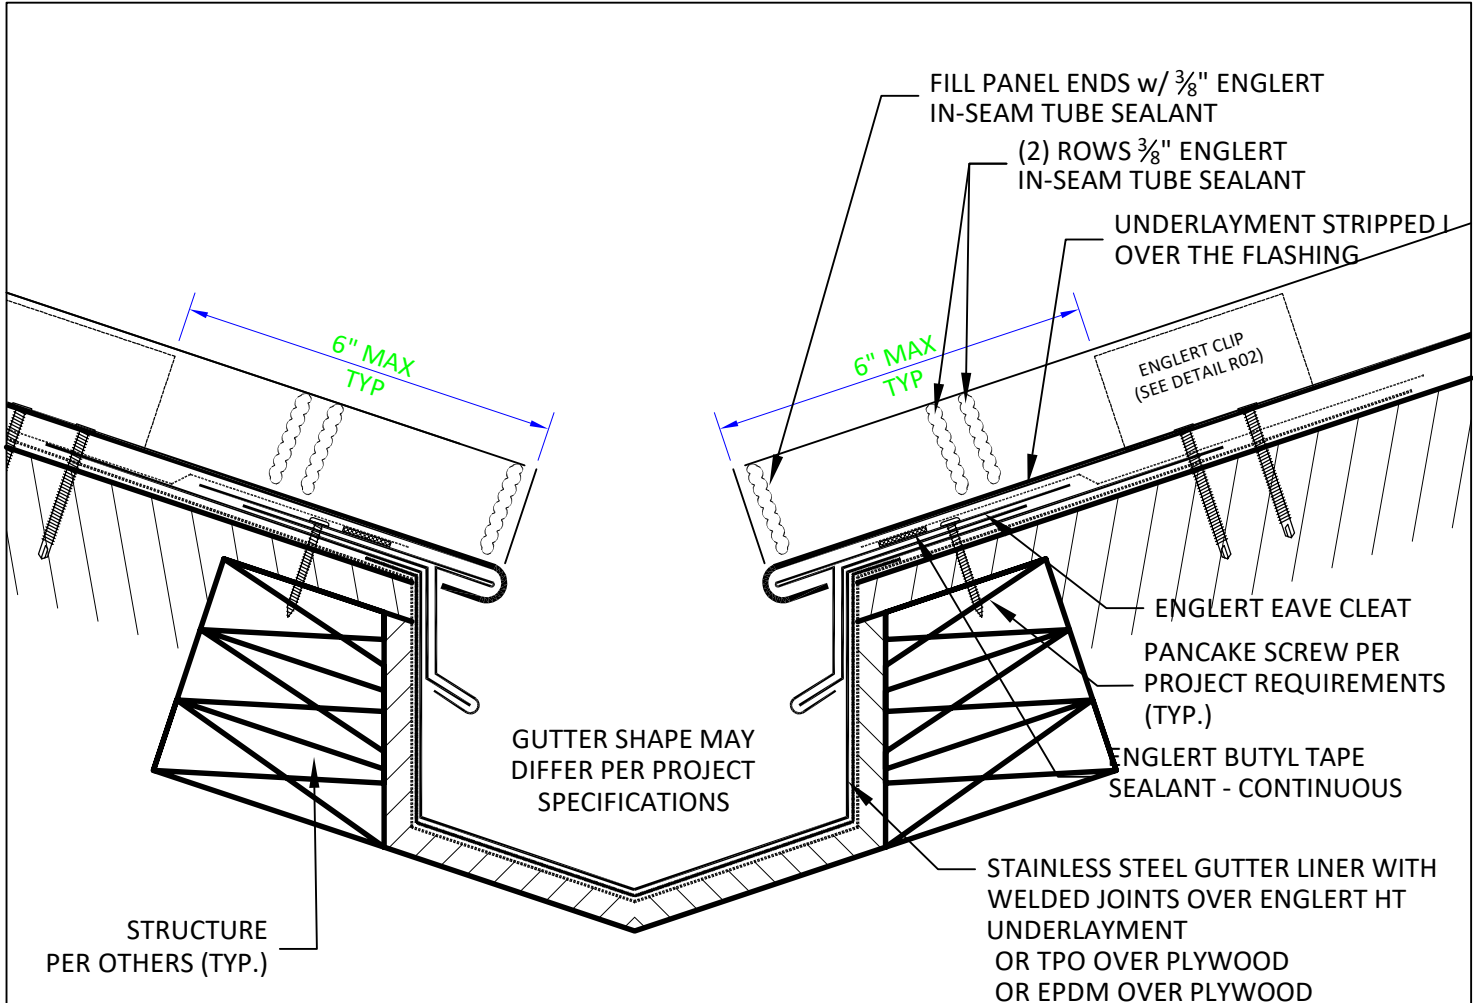 FILL PANEL ENDS w/ ⅜" ENGLERT
IN-SEAM TUBE SEALANT
(2) ROWS ⅜" ENGLERT
IN-SEAM TUBE SEALANT
UNDERLAYMENT STRIPPED
OVER THE FLASHING
6" MAX
TYP
6" MAX
TYP
ENGLERT CLIP
(SEE DETAIL R02)
ENGLERT EAVE CLEAT
PANCAKE SCREW PER
PROJECT REQUIREMENTS
(TYP.)
ENGLERT BUTYL TAPE
SEALANT - CONTINUOUS
GUTTER SHAPE MAY
DIFFER PER PROJECT
SPECIFICATIONS
STAINLESS STEEL GUTTER LINER WITH
WELDED JOINTS OVER ENGLERT HT
UNDERLAYMENT
OR TPO OVER PLYWOOD
OR EPDM OVER PLYWOOD
STRUCTURE
PER OTHERS (TYP.)